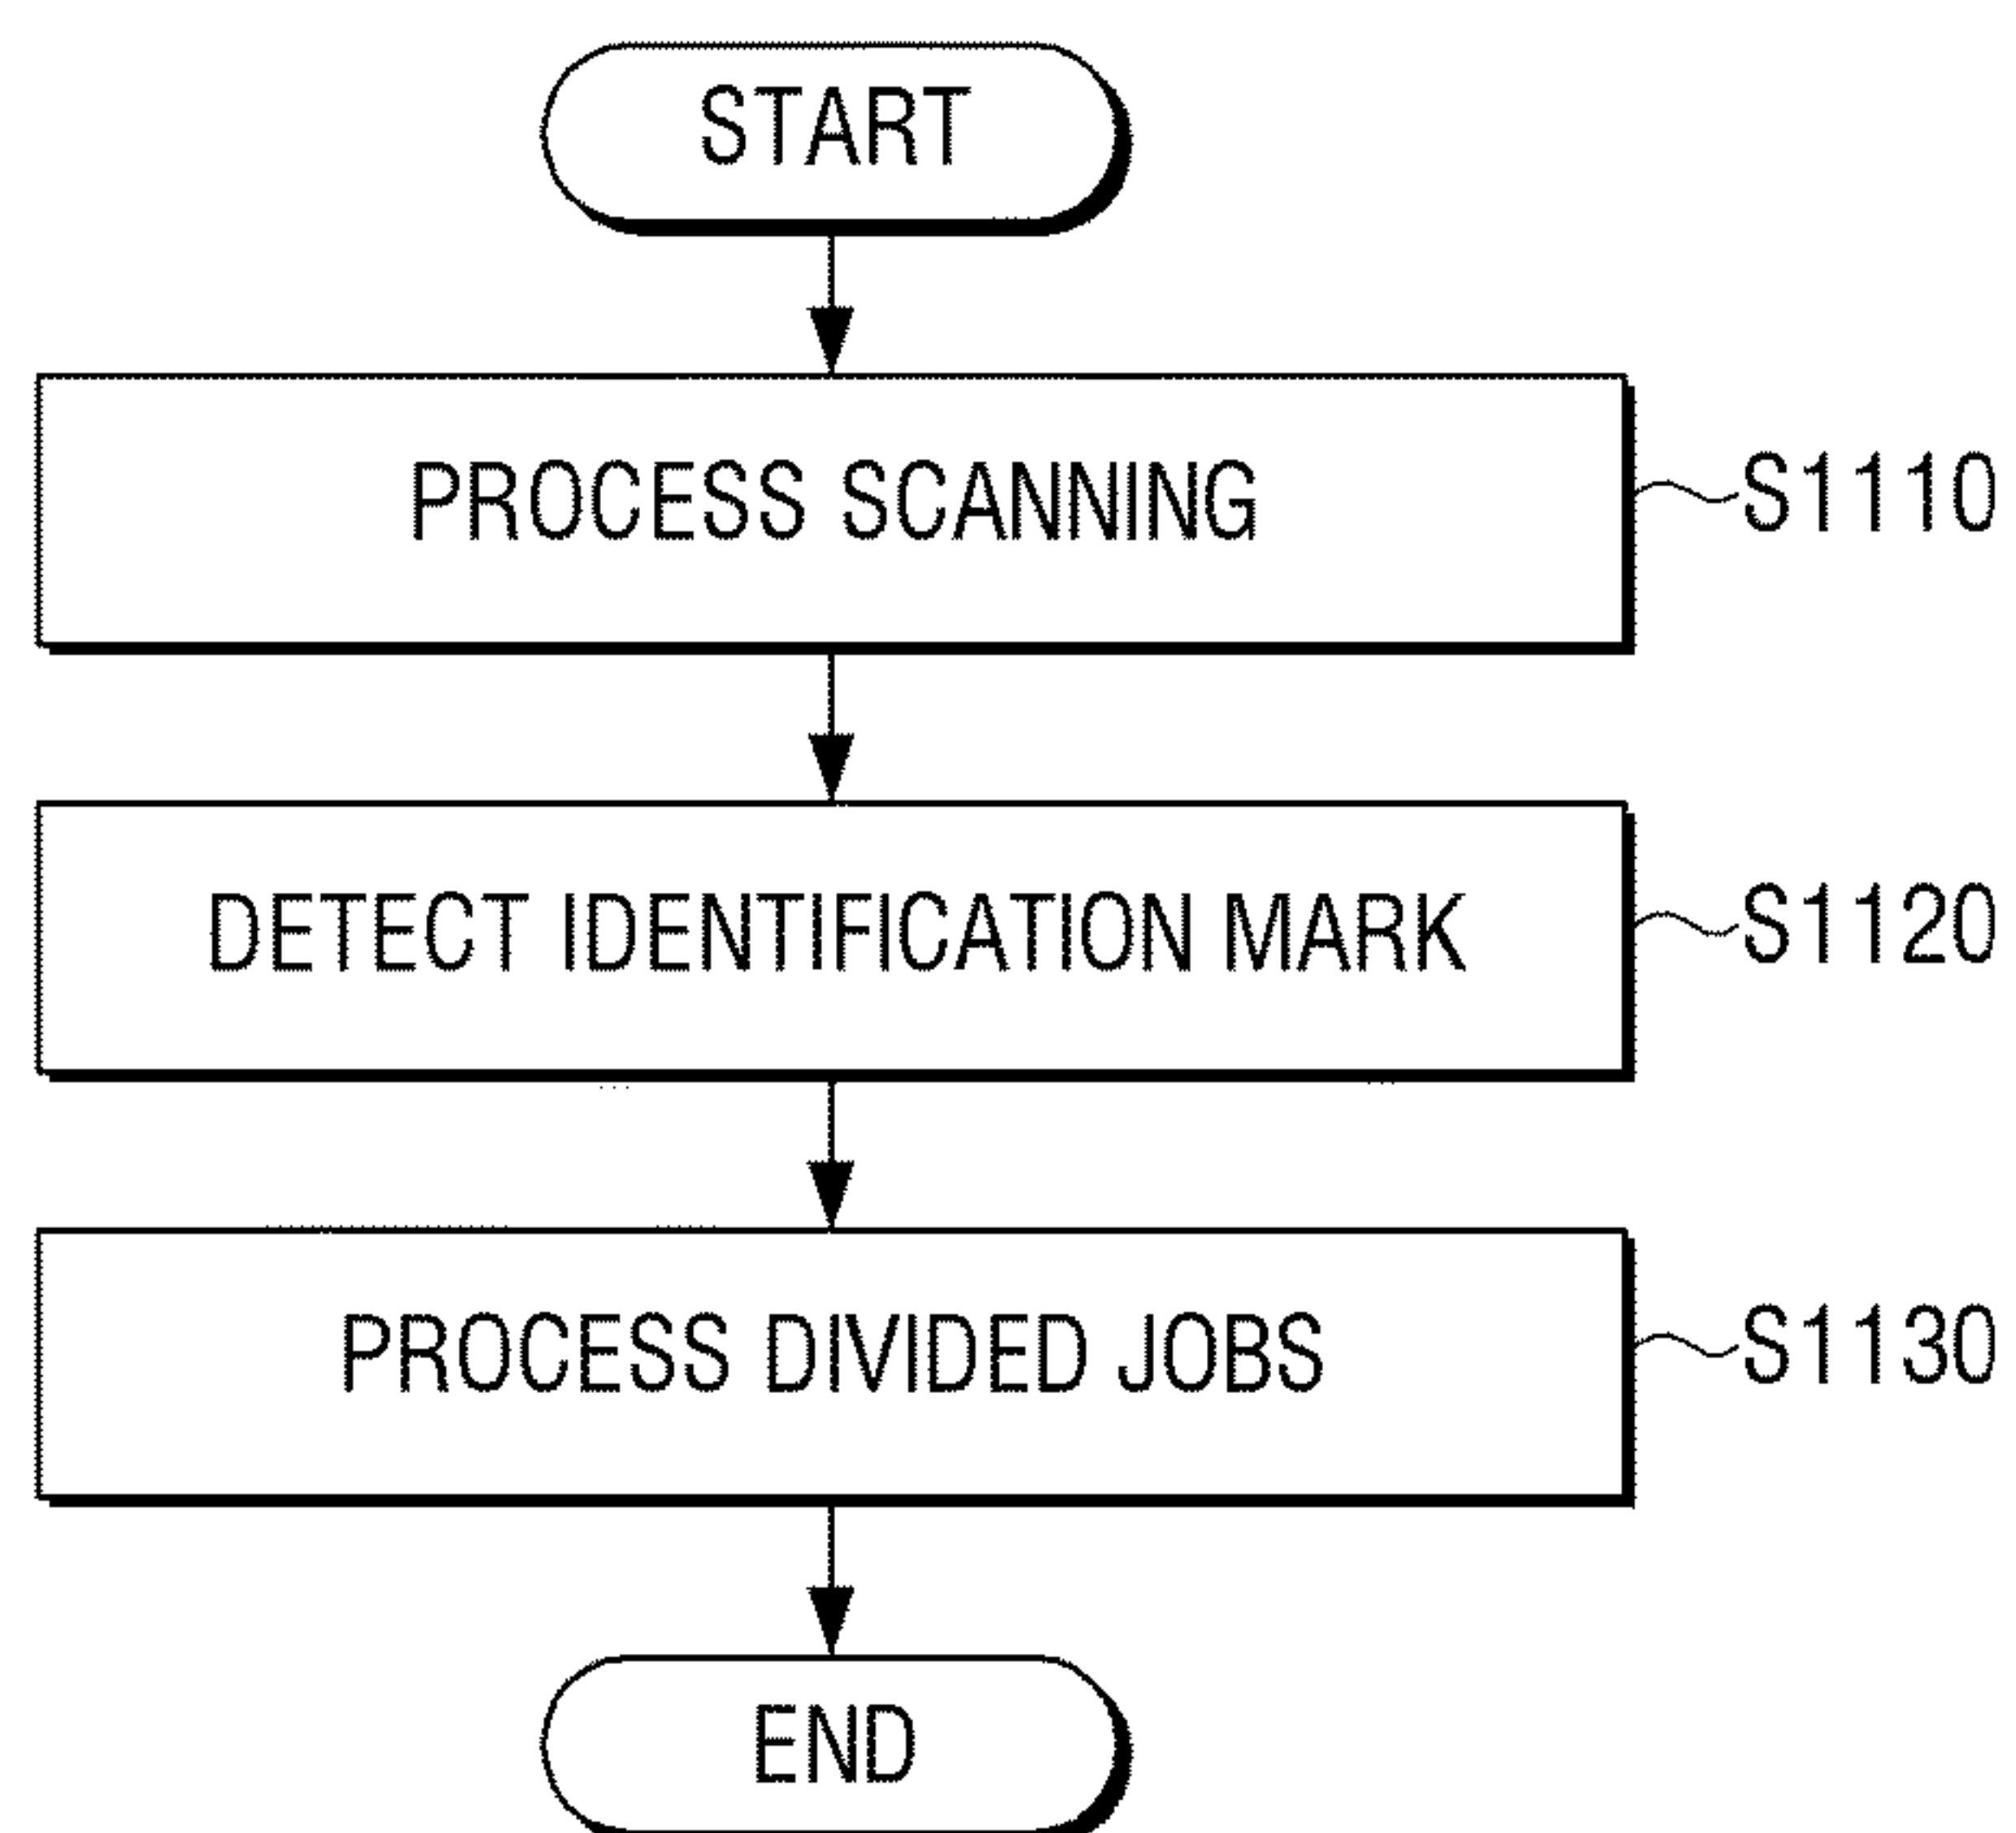 START
PROCESS SCANNING
S1110
DETECT IDENTIFICATION MARK
S1120
PROCESS DIVIDED JOBS
S1130
END